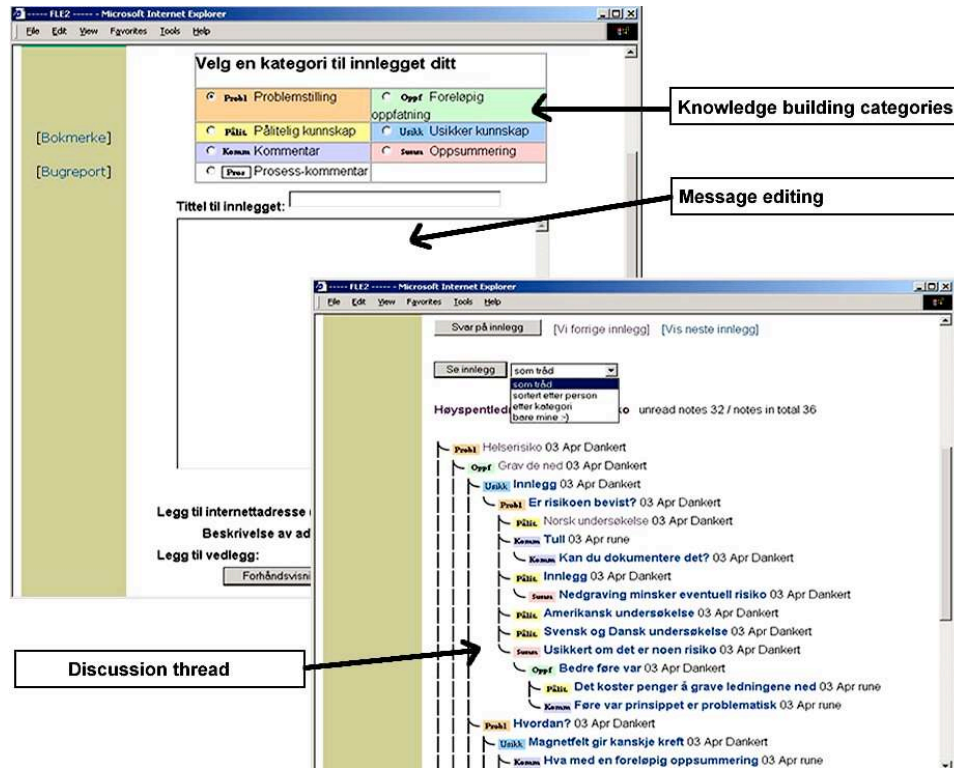 ----- FLE2 ----- - Microsoft Internet Explorer
File Edit View Favorites Tools Help
Velg en kategori til innlegget ditt
Probl Problemstilling
Oppf Foreløpig
oppfatning
Pålit. Pålitelig kunnskap
Usikk Usikker kunnskap
Komm Kommentar
Summ Oppsummering
Pros Prosess-kommentar
[Bokmerke]
[Bugreport]
Tittel til innlegget:
Knowledge building categories
Message editing
Legg til internettadresse
Beskrivelse av ad
Legg til vedlegg:
Forhåndsvisni
----- FLE2 ----- - Microsoft Internet Explorer
File Edit View Favorites Tools Help
Svar på innlegg [Vi forrige innlegg] [Vis neste innlegg]
Se innlegg som tråd
som tråd
sortert etter person
etter kategori
bare mine :-)
Høyspentled ko unread notes 32 / notes in total 36
Probl Helserisiko 03 Apr Dankert
Oppf Grav de ned 03 Apr Dankert
Usikk Innlegg 03 Apr Dankert
Probl Er risikoen bevist? 03 Apr Dankert
Pålit. Norsk undersøkelse 03 Apr Dankert
Komm Tull 03 Apr rune
Komm Kan du dokumentere det? 03 Apr Dankert
Pålit. Innlegg 03 Apr Dankert
Summ Nedgraving minsker eventuell risiko 03 Apr Dankert
Pålit. Amerikansk undersøkelse 03 Apr Dankert
Pålit. Svensk og Dansk undersøkelse 03 Apr Dankert
Summ Usikkert om det er noen risiko 03 Apr Dankert
Oppf Bedre føre var 03 Apr Dankert
Pålit. Det koster penger å grave ledningene ned 03 Apr rune
Komm Føre var prinsippet er problematisk 03 Apr rune
Probl Hvordan? 03 Apr Dankert
Usikk Magnetfelt gir kanskje kreft 03 Apr Dankert
Komm Hva med en foreløpig oppsummering 03 Apr rune
Discussion thread